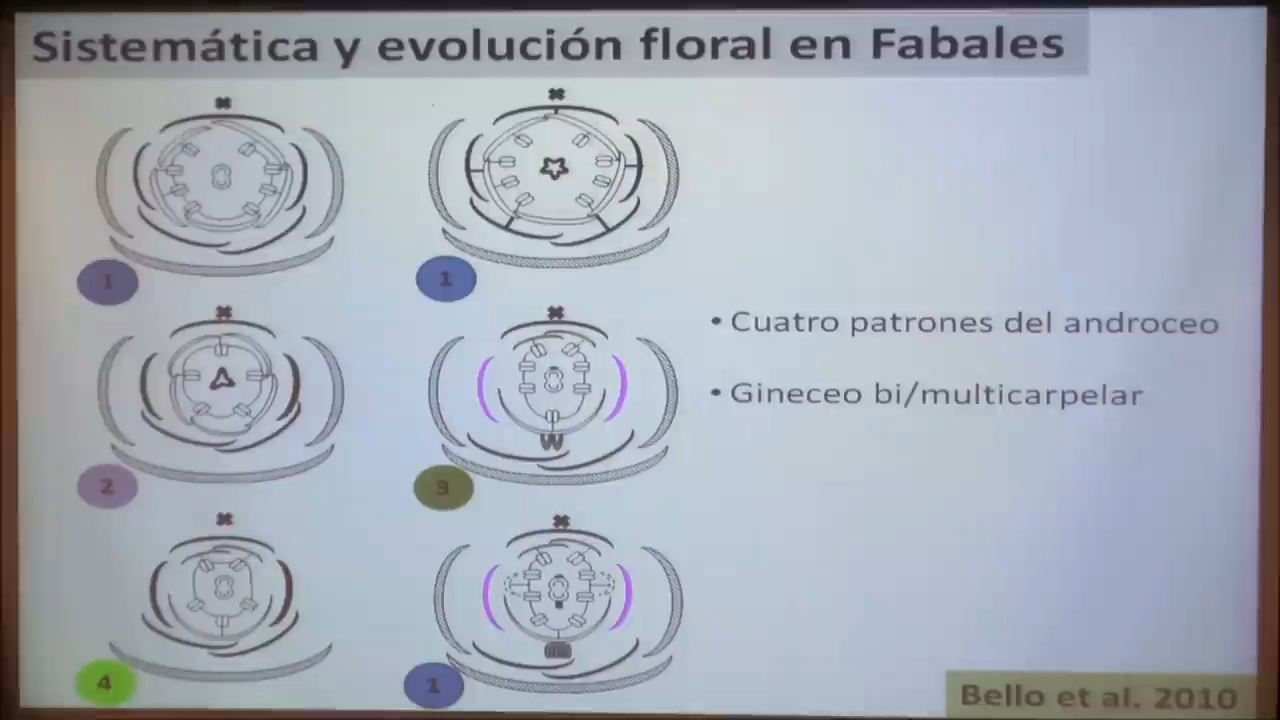 Sistemática y evolución floral en Fabales
1
1
• Cuatro patrones del androceo
• Gineceo bi/multicarpelar
2
3
4
1
Bello et al. 2010